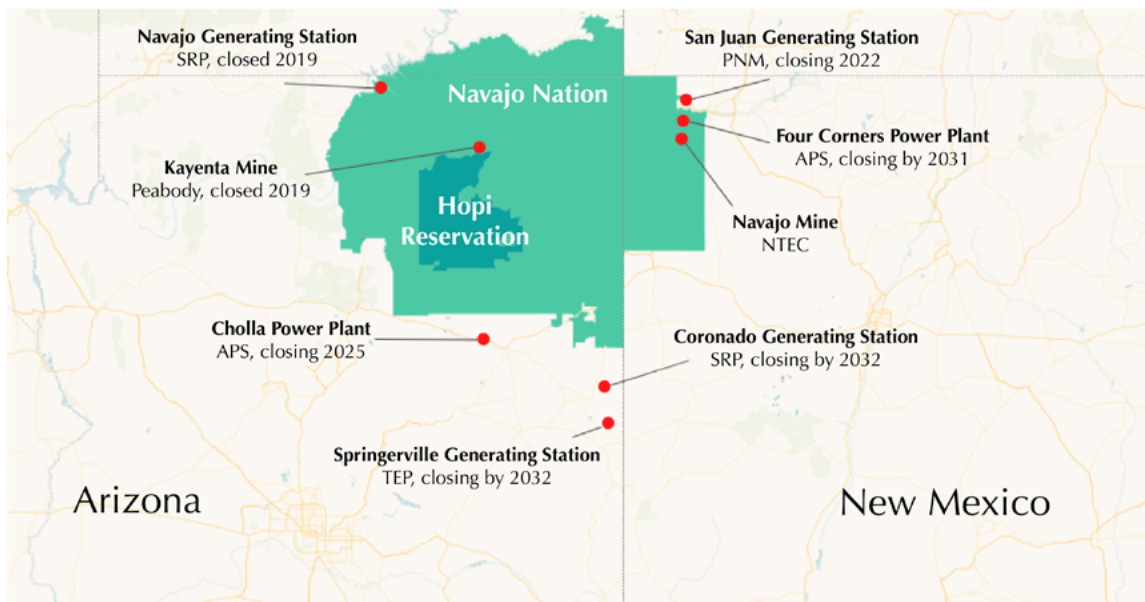 Navajo Generating Station
SRP, closed 2019
San Juan Generating Station
PNM, closing 2022
Navajo Nation
Four Corners Power Plant
APS, closing by 2031
Kayenta Mine
Peabody, closed 2019
Hopi
Reservation
Navajo Mine
NTEC
Cholla Power Plant
APS, closing 2025
Coronado Generating Station
SRP, closing by 2032
Springerville Generating Station
TEP, closing by 2032
Arizona
New Mexico